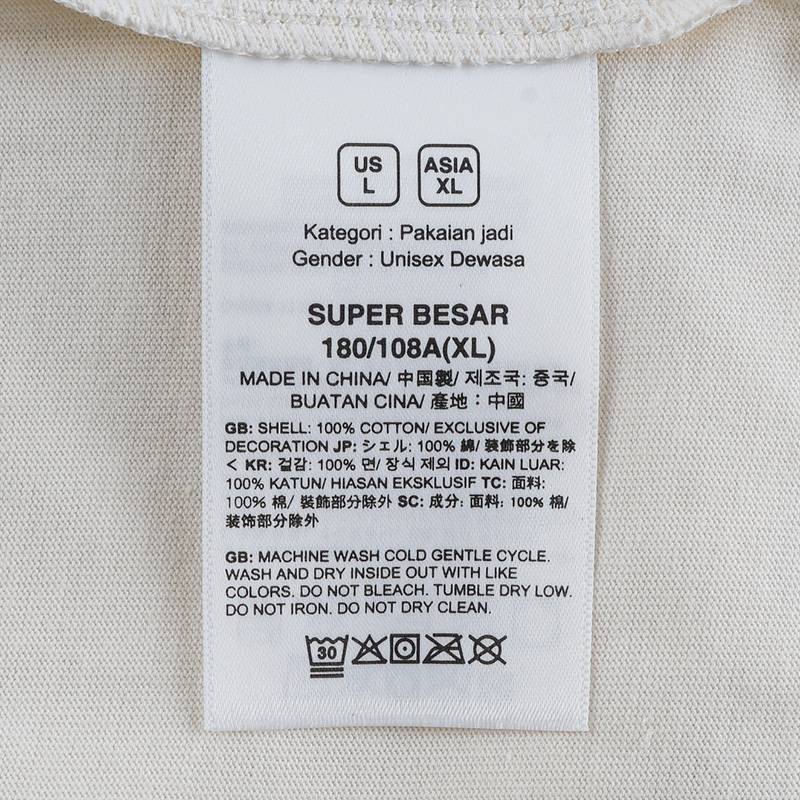 US
L
ASIA
XL
Kategori : Pakaian jadi
Gender : Unisex Dewasa
SUPER BESAR
180/108A(XL)
MADE IN CHINA/ 中国製/ 제조국: 중국/
BUATAN CINA/ 產地：中國
GB: SHELL: 100% COTTON/ EXCLUSIVE OF
DECORATION JP: シェル: 100% 綿/ 装飾部分を除
く KR: 겉감: 100% 면/ 장식 제외 ID: KAIN LUAR:
100% KATUN/ HIASAN EKSKLUSIF TC: 面料:
100% 棉/ 裝飾部分除外 SC: 成分: 面料: 100% 棉/
装饰部分除外
GB: MACHINE WASH COLD GENTLE CYCLE.
WASH AND DRY INSIDE OUT WITH LIKE
COLORS. DO NOT BLEACH. TUMBLE DRY LOW.
DO NOT IRON. DO NOT DRY CLEAN.
30